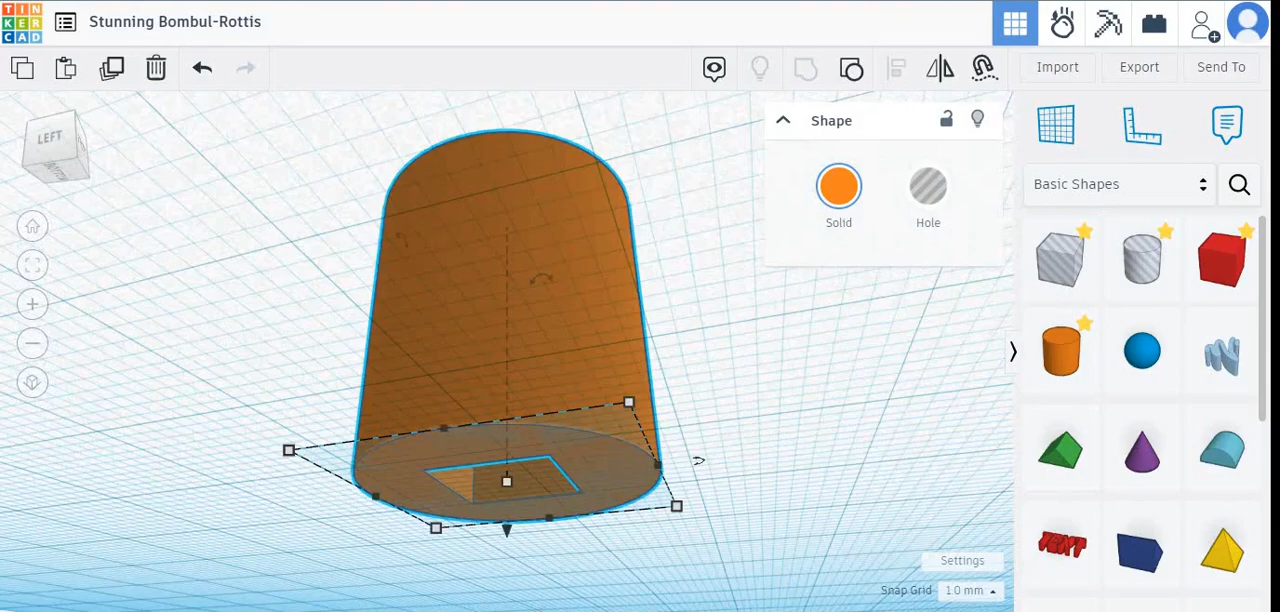 TIN
KER
CAD
Stunning Bombul-Rottis
Import
Export
Send To
LEFT
Shape
Solid
Hole
Basic Shapes
TEXT
Settings
Snap Grid
1.0 mm